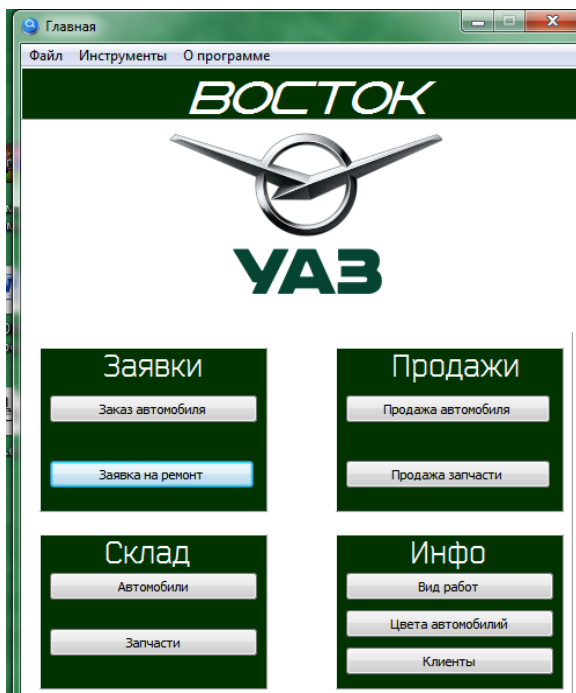 Главная
Файл Инструменты О программе
ВОСТОК
УАЗ
Заявки
Заказ автомобиля
Заявка на ремонт
Продажи
Продажа автомобиля
Продажа запчасти
Склад
Автомобили
Запчасти
Инфо
Вид работ
Цвета автомобилий
Клиенты